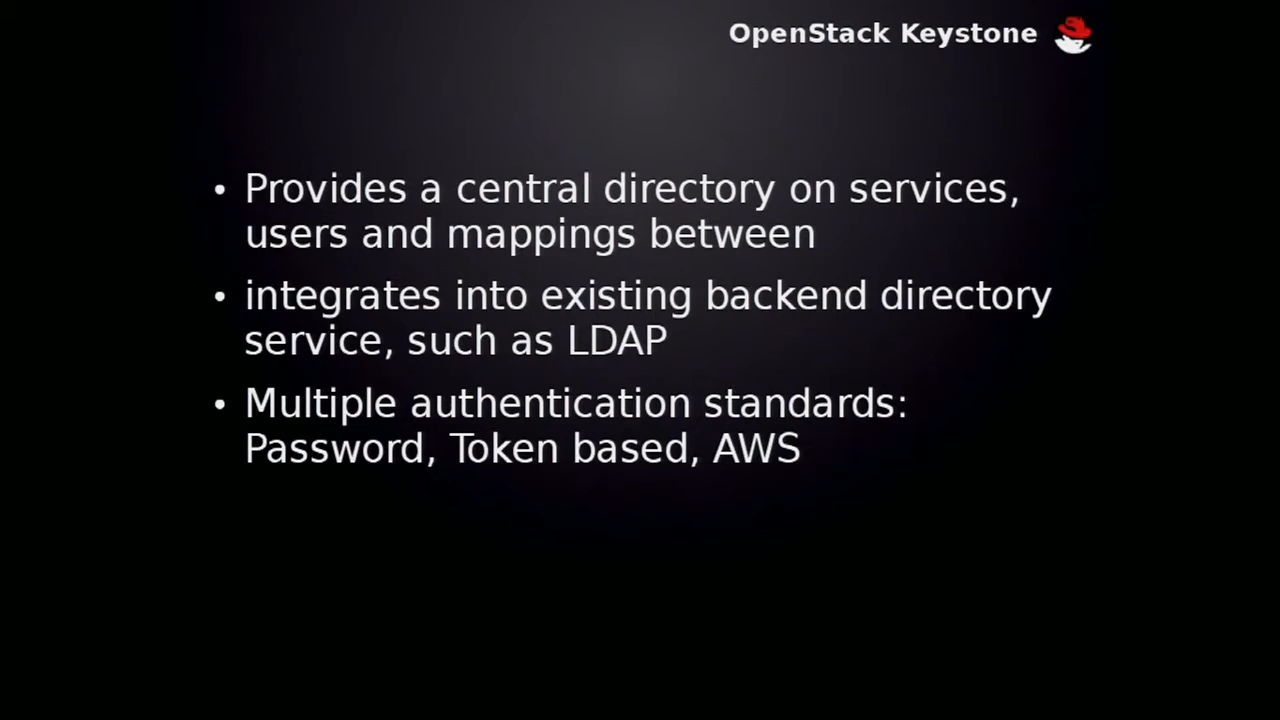 OpenStack Keystone
• Provides a central directory on services,
users and mappings between
• integrates into existing backend directory
service, such as LDAP
• Multiple authentication standards:
Password, Token based, AWS